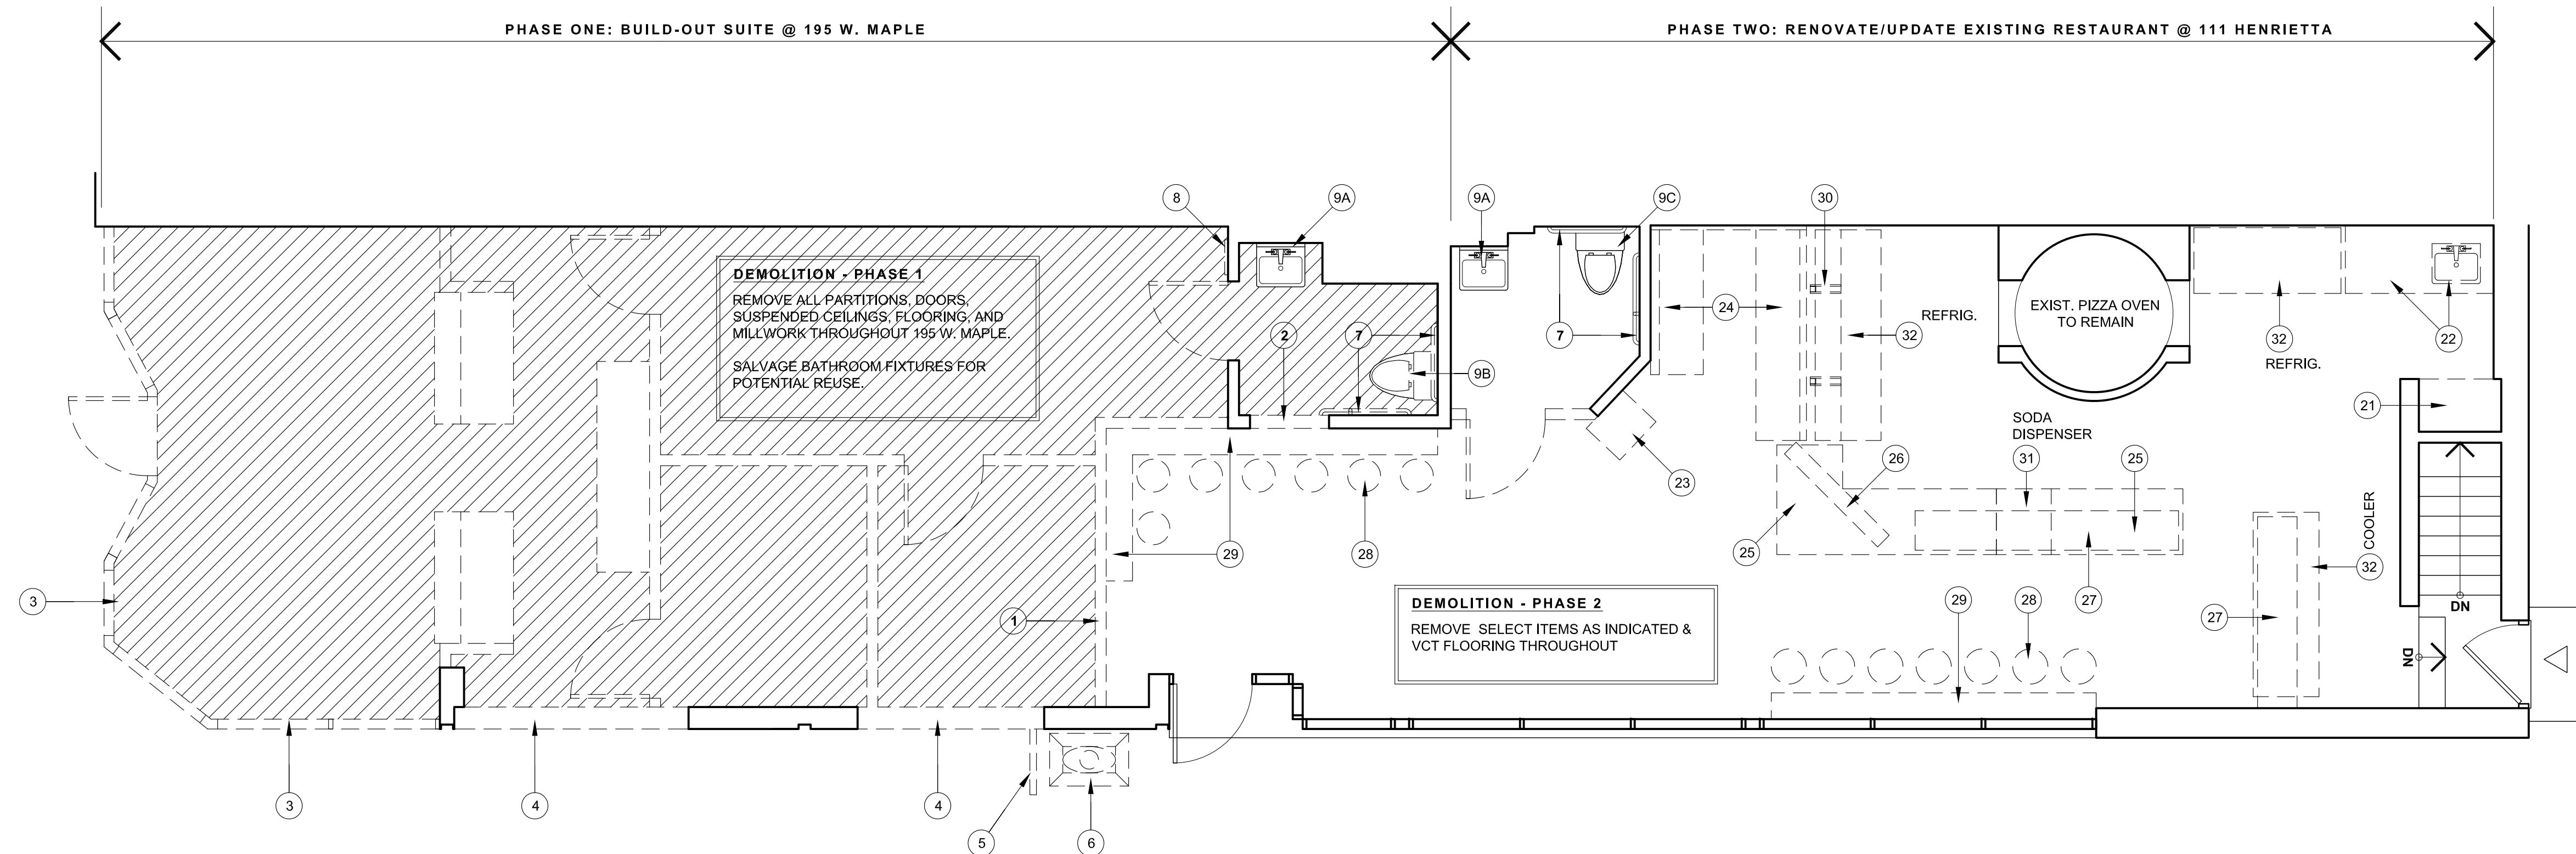 PHASE ONE: BUILD-OUT SUITE @ 195 W. MAPLE
PHASE TWO: RENOVATE/UPDATE EXISTING RESTAURANT @ 111 HENRIETTA
8
9A
9A
9C
30
DEMOLITION - PHASE 1
REMOVE ALL PARTITIONS, DOORS,
SUSPENDED CEILINGS, FLOORING, AND
MILLWORK THROUGHOUT 195 W. MAPLE.
SALVAGE BATHROOM FIXTURES FOR
POTENTIAL REUSE.
2
7
9B
7
24
32
REFRIG.
EXIST. PIZZA OVEN
TO REMAIN
32
REFRIG.
22
21
SODA
DISPENSER
31
25
26
23
25
29
28
27
COOLER
32
3
1
DEMOLITION - PHASE 2
REMOVE SELECT ITEMS AS INDICATED &
VCT FLOORING THROUGHOUT
29
28
27
DN
DN
3
4
4
5
6